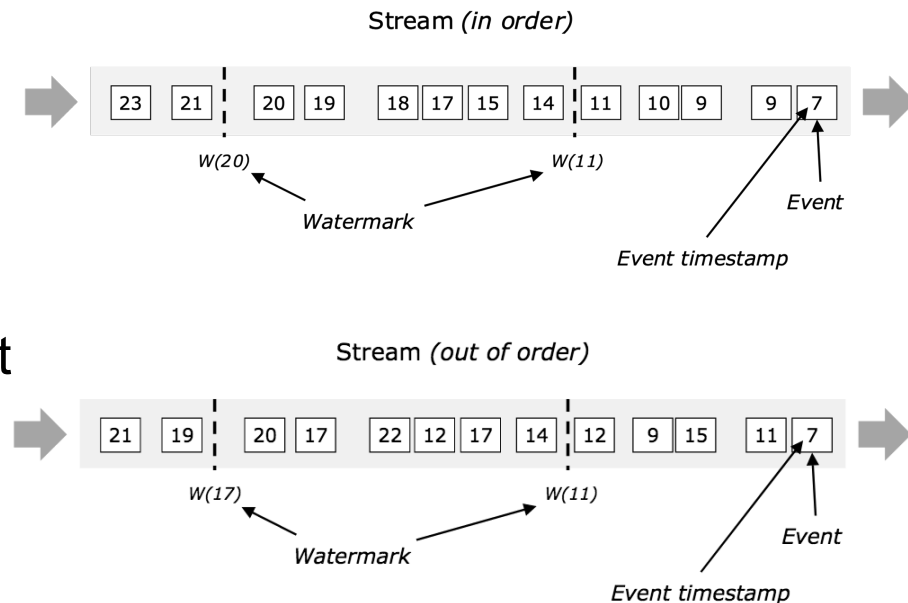 Stream (in order)
23 21 20 19 18 17 15 14 11 10 9 9 7
W(20) W(11)
Event
Watermark
Event timestamp
t
Stream (out of order)
21 19 20 17 22 12 17 14 12 9 15 11 7
W(17) W(11)
Event
Watermark
Event timestamp